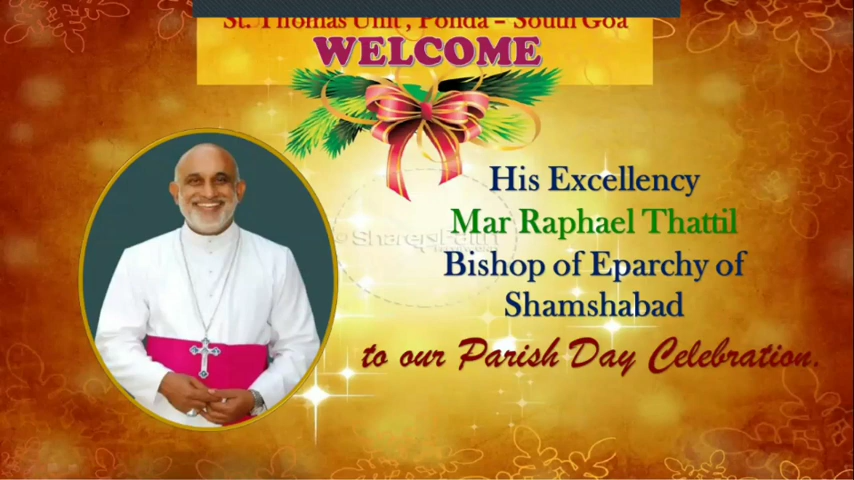 St. Thomas Unit , Ponda – South Goa
WELCOME
His Excellency
Mar Raphael Thattil
Bishop of Eparchy of
Shamshabad
to our Parish Day Celebration.
ShareFaith